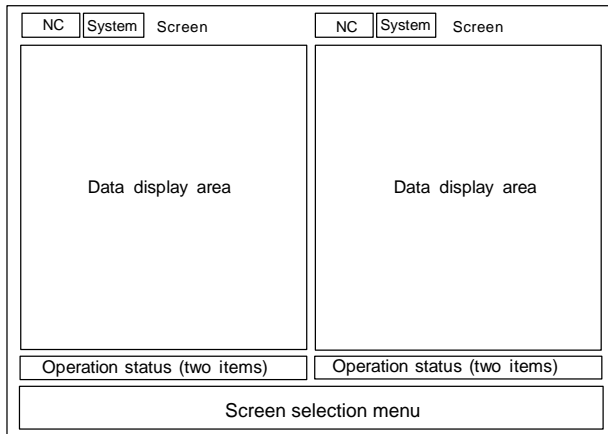 NC System Screen NC System Screen
Data display area Data display area
Operation status (two items) Operation status (two items)
Screen selection menu